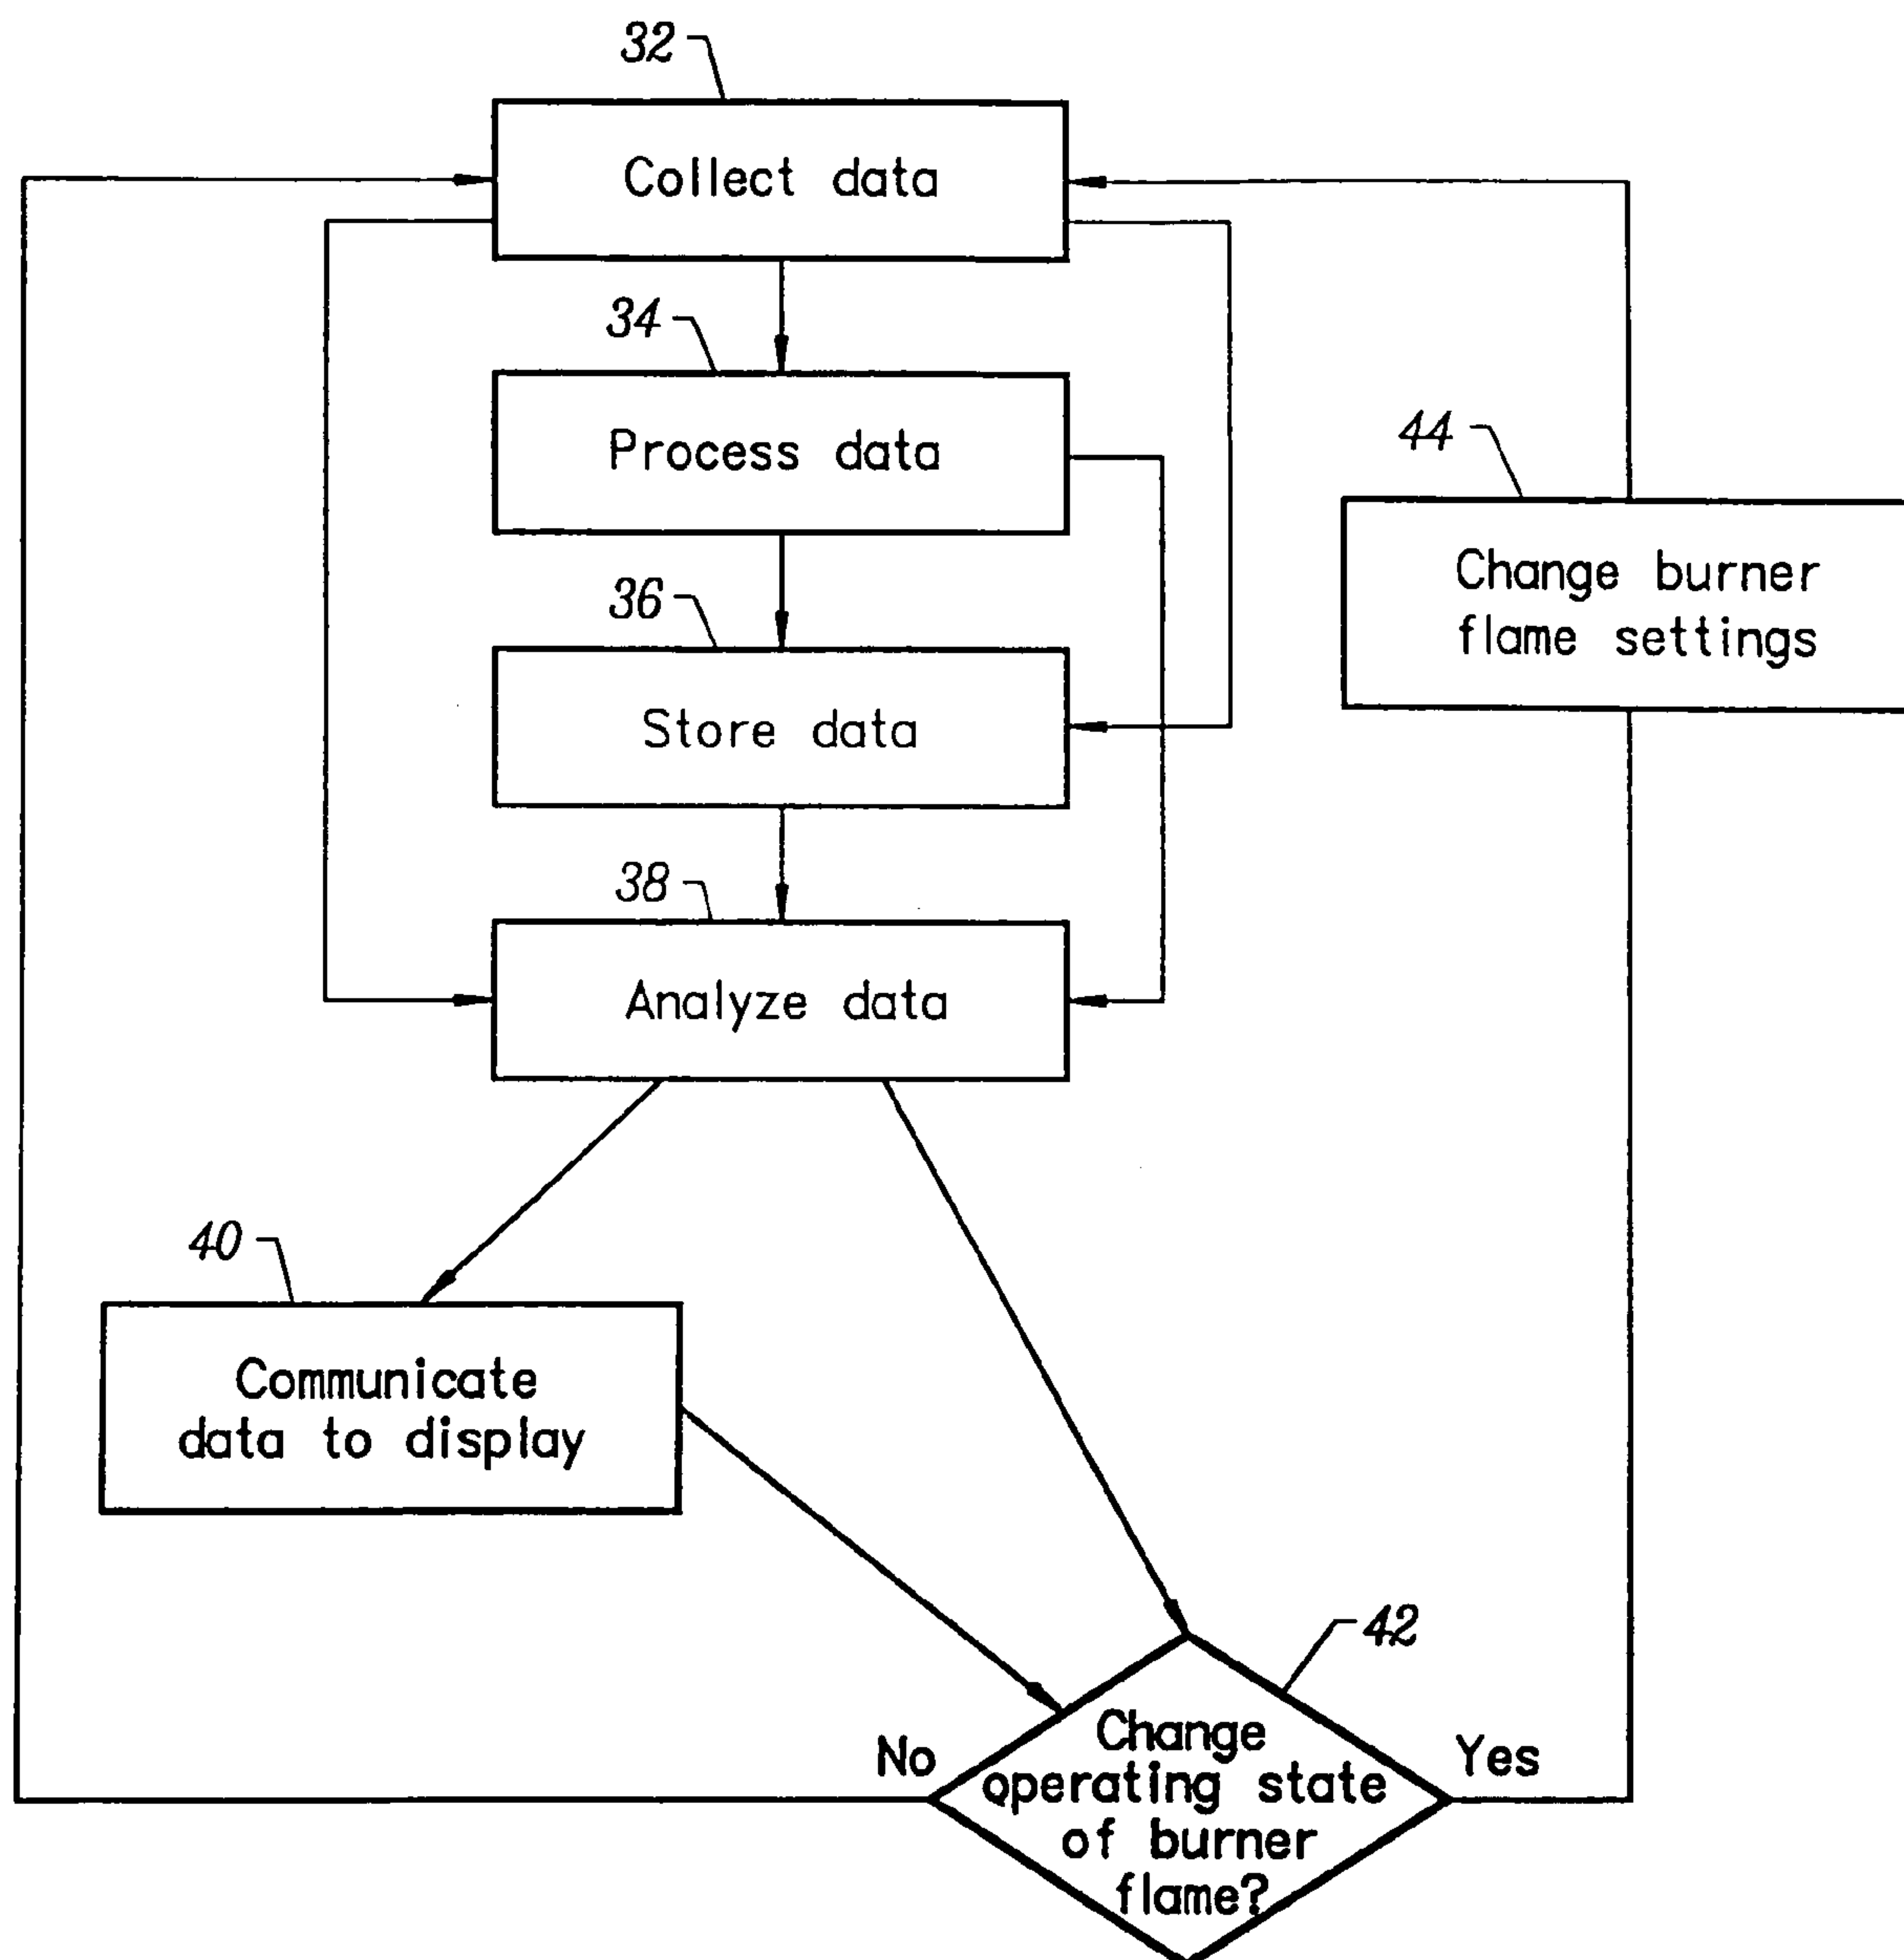 32
Collect data
34
Process data
44
Change burner
flame settings
36
Store data
38
Analyze data
40
Communicate
data to display
42
No
Yes
Change
operating state
of burner
flame?